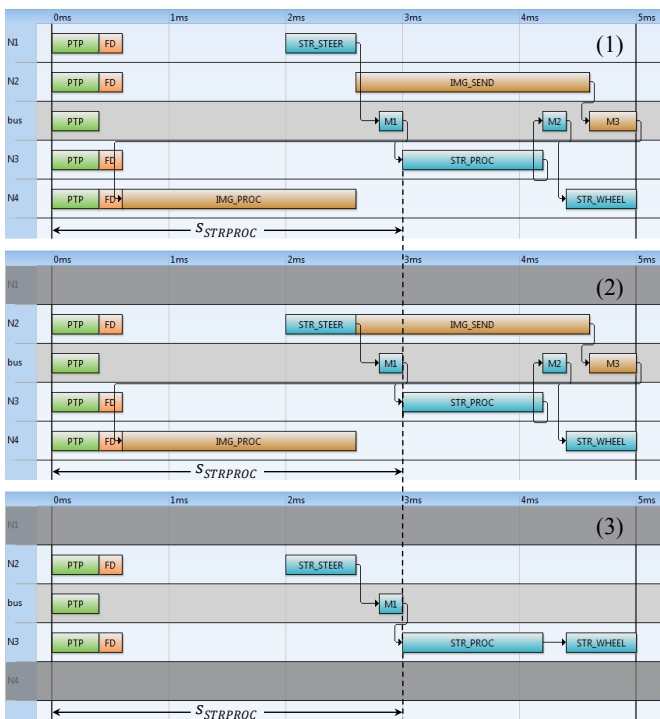 0ms 1ms 2ms 3ms 4ms 5ms
N1 PTP FD STR_STEER (1)
N2 PTP FD IMG_SEND
bus PTP M1 M2 M3
N3 PTP FD STR_PROC
N4 PTP FD IMG_PROC STR_WHEEL
SSTRPROC
0ms 1ms 2ms 3ms 4ms 5ms
N1 (2)
N2 PTP FD STR_STEER IMG_SEND
bus PTP M1 M2 M3
N3 PTP FD STR_PROC
N4 PTP FD IMG_PROC STR_WHEEL
SSTRPROC
0ms 1ms 2ms 3ms 4ms 5ms
N1 (3)
N2 PTP FD STR_STEER
bus PTP M1
N3 PTP FD STR_PROC STR_WHEEL
N4
SSTRPROC